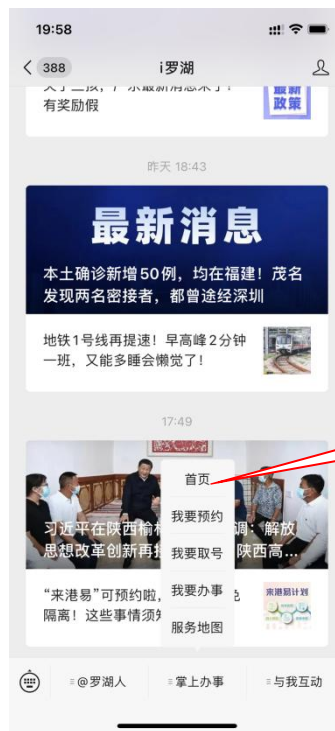 19:58
388
i罗湖
有奖励假
最新
政策
昨天 18:43
最新消息
本土确诊新增50例，均在福建！茂名
发现两名密接者，都曾途经深圳
地铁1号线再提速！早高峰2分钟
一班，又能多睡会懒觉了！
17:49
首页
我要预约
我要取号
我要办事
服务地图
习近平在陕西榆 调：解放
思想改革创新再 陕西高...
“来港易”可预约啦，
隔离！这些事情须
来港易计划
@罗湖人
掌上办事
与我互动